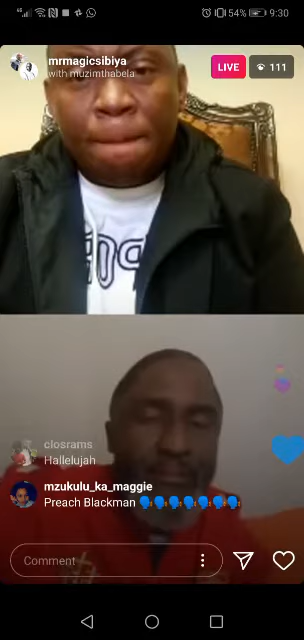 54% 9:30
mrmagicsibiya
with muzimthabela
LIVE
111
closrams
Hallelujah
mzukulu_ka_maggie
Preach Blackman 🗣🗣🗣🗣🗣🗣🗣
Comment